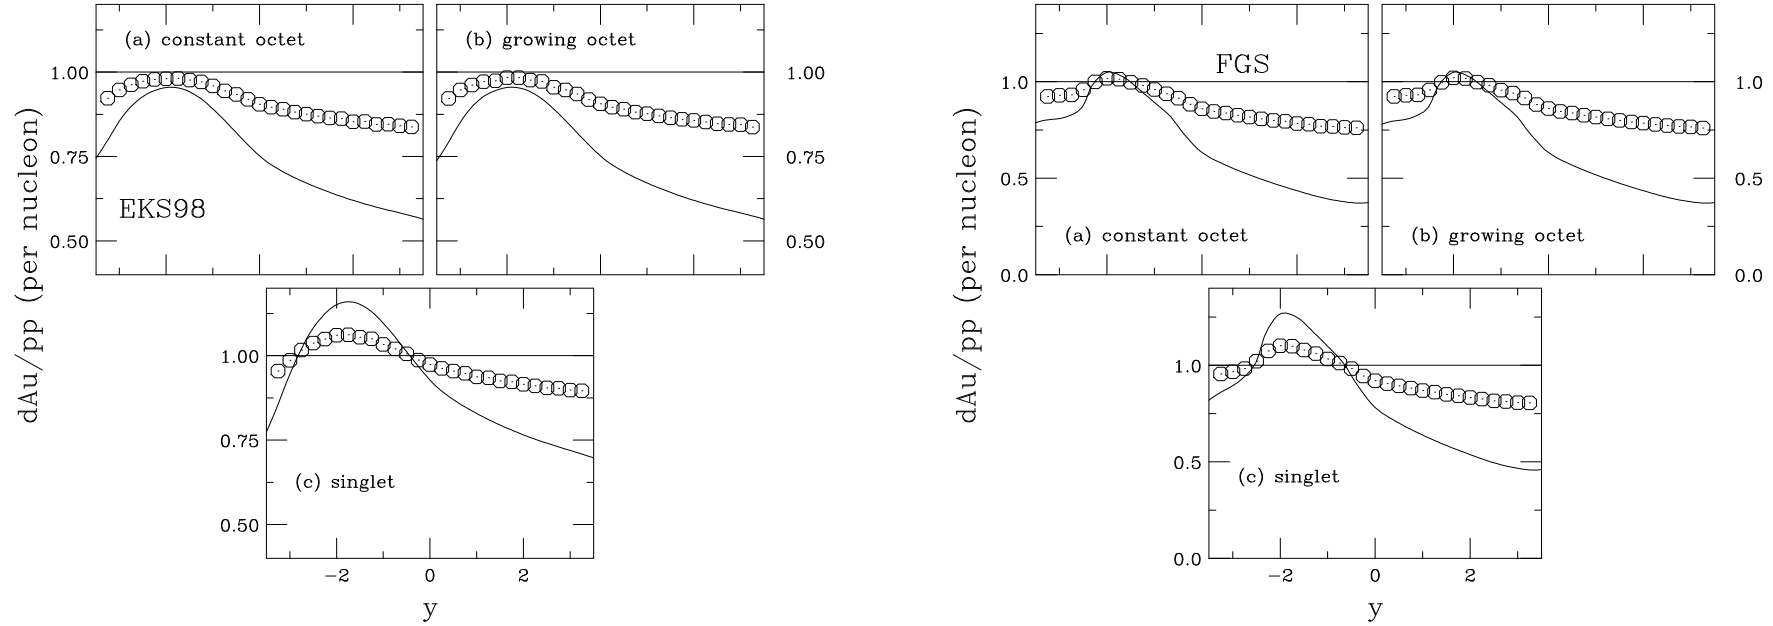 (a) constant octet
(b) growing octet
1.00
0.75
0.50
EKS98
1.00
0.75
0.50
dAu/pp (per nucleon)
1.00
0.75
0.50
(c) singlet
−2 0 2
y
FGS
1.0
0.5
0.0
(a) constant octet
(b) growing octet
1.0
0.5
0.0
dAu/pp (per nucleon)
1.0
0.5
0.0
(c) singlet
−2 0 2
y